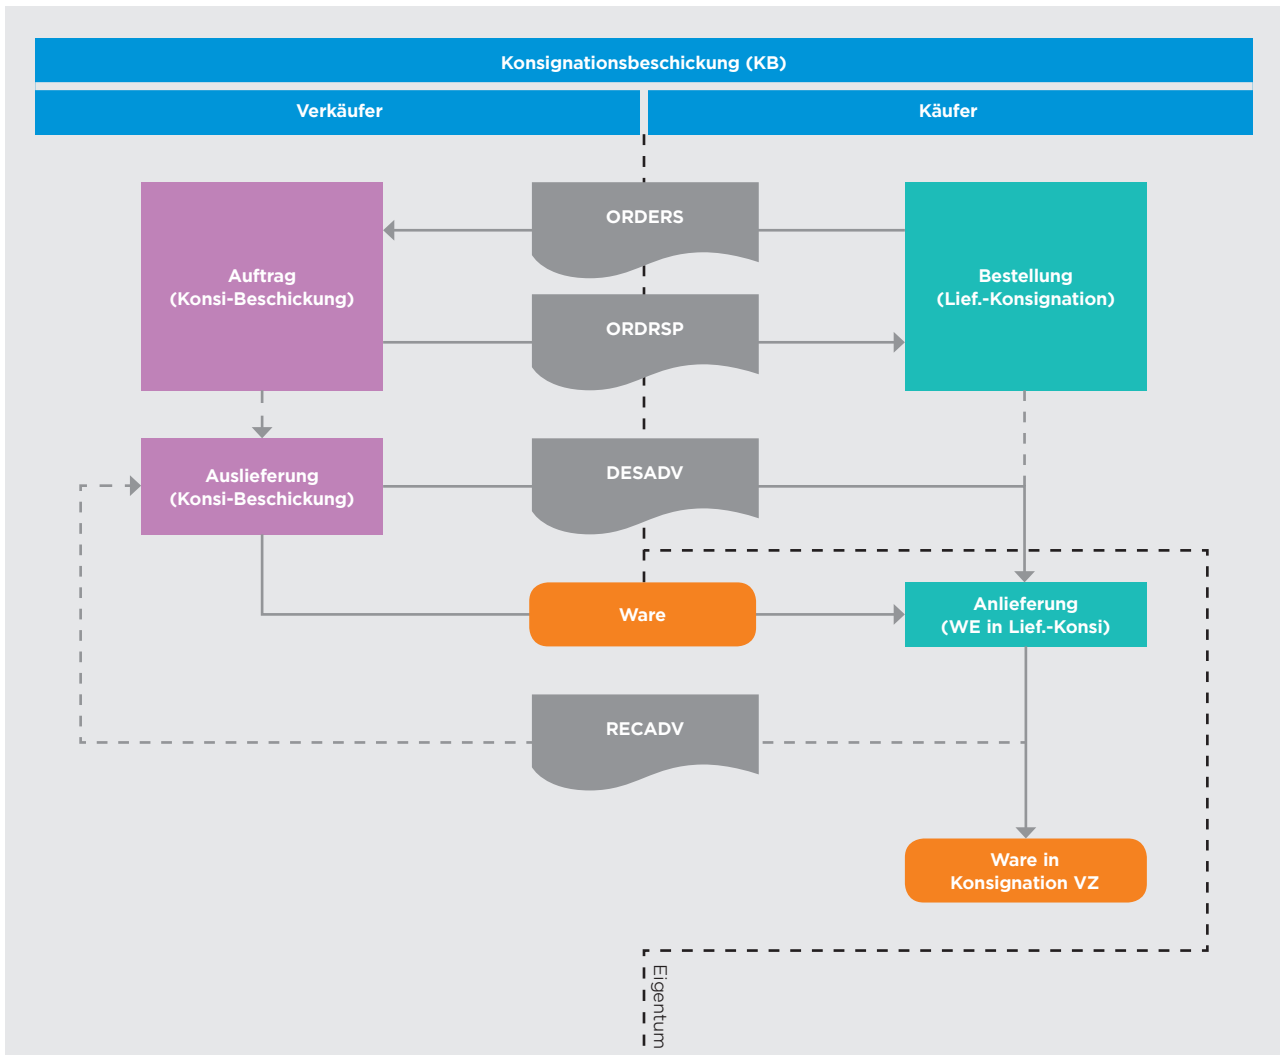 Konsignationsbeschickung (KB)
Verkäufer
Käufer
ORDERS
Auftrag
(Konsi-Beschickung)
Bestellung
(Lief.-Konsignation)
ORDRSP
Auslieferung
(Konsi-Beschickung)
DESADV
Ware
Anlieferung
(WE in Lief.-Konsi)
RECADV
Ware in
Konsignation VZ
Eigentum